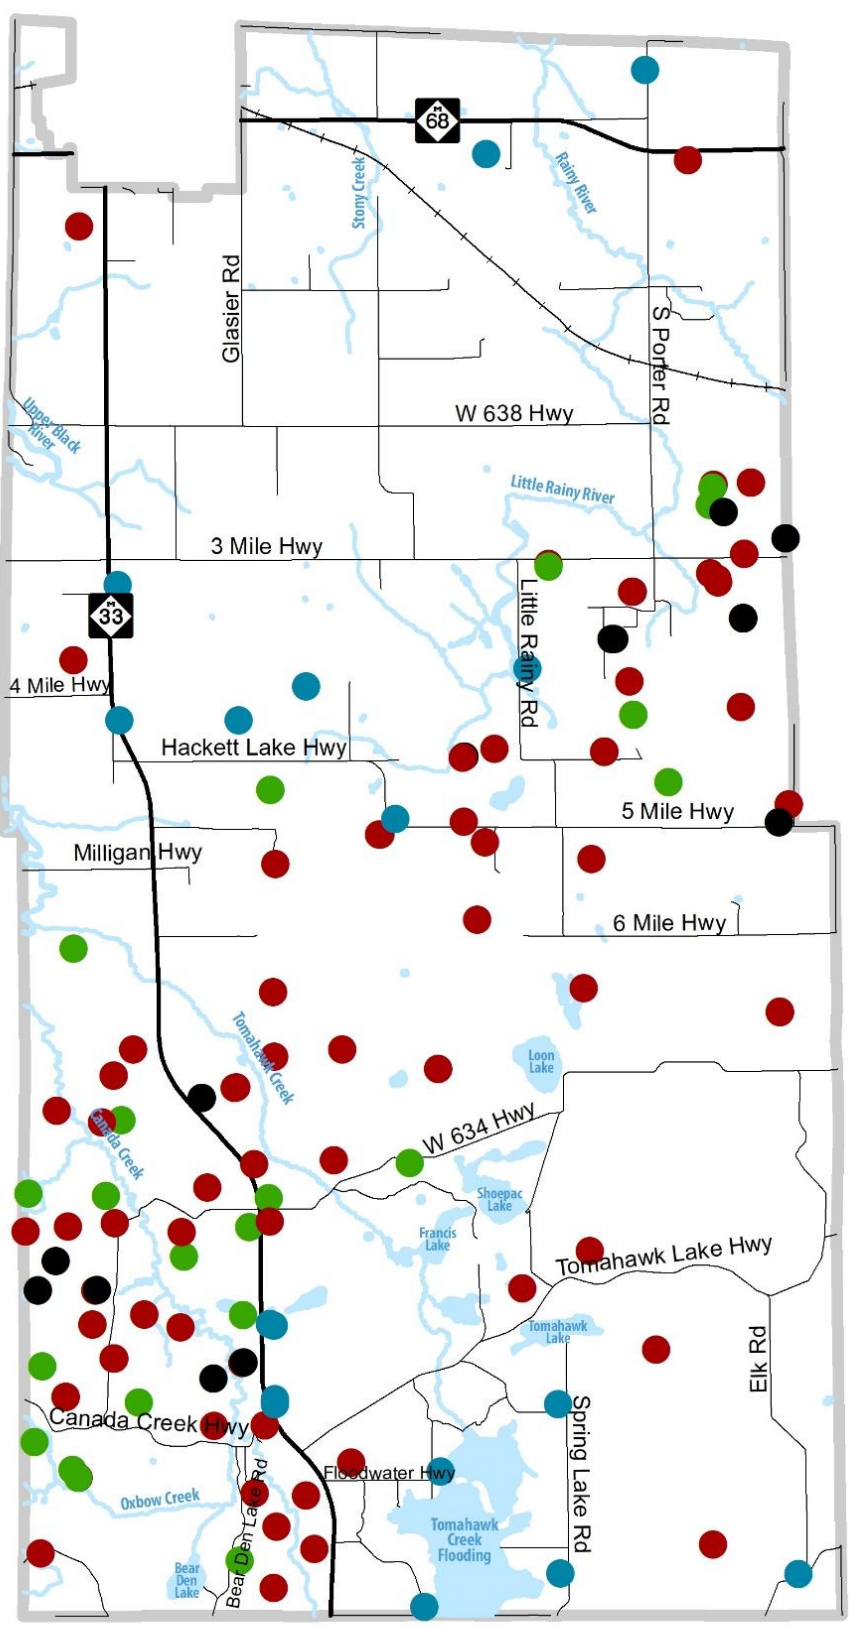 M
68
Stony Creek
Rainy River
Glasier Rd
S Porter Rd
Upper Black
River
W 638 Hwy
Little Rainy River
3 Mile Hwy
M
33
Little Rainy Rd
4 Mile Hwy
Hackett Lake Hwy
5 Mile Hwy
Milligan Hwy
6 Mile Hwy
Tomahawk Creek
Loon
Lake
Canada Creek
W 634 Hwy
Shoepac
Lake
Francis
Lake
Tomahawk Lake Hwy
Tomahawk
Lake
Elk Rd
Spring Lake Rd
Canada Creek Hwy
Floodwater Hwy
Oxbow Creek
Bear Den Lake Rd
Tomahawk
Creek
Flooding
Bear
Den
Lake